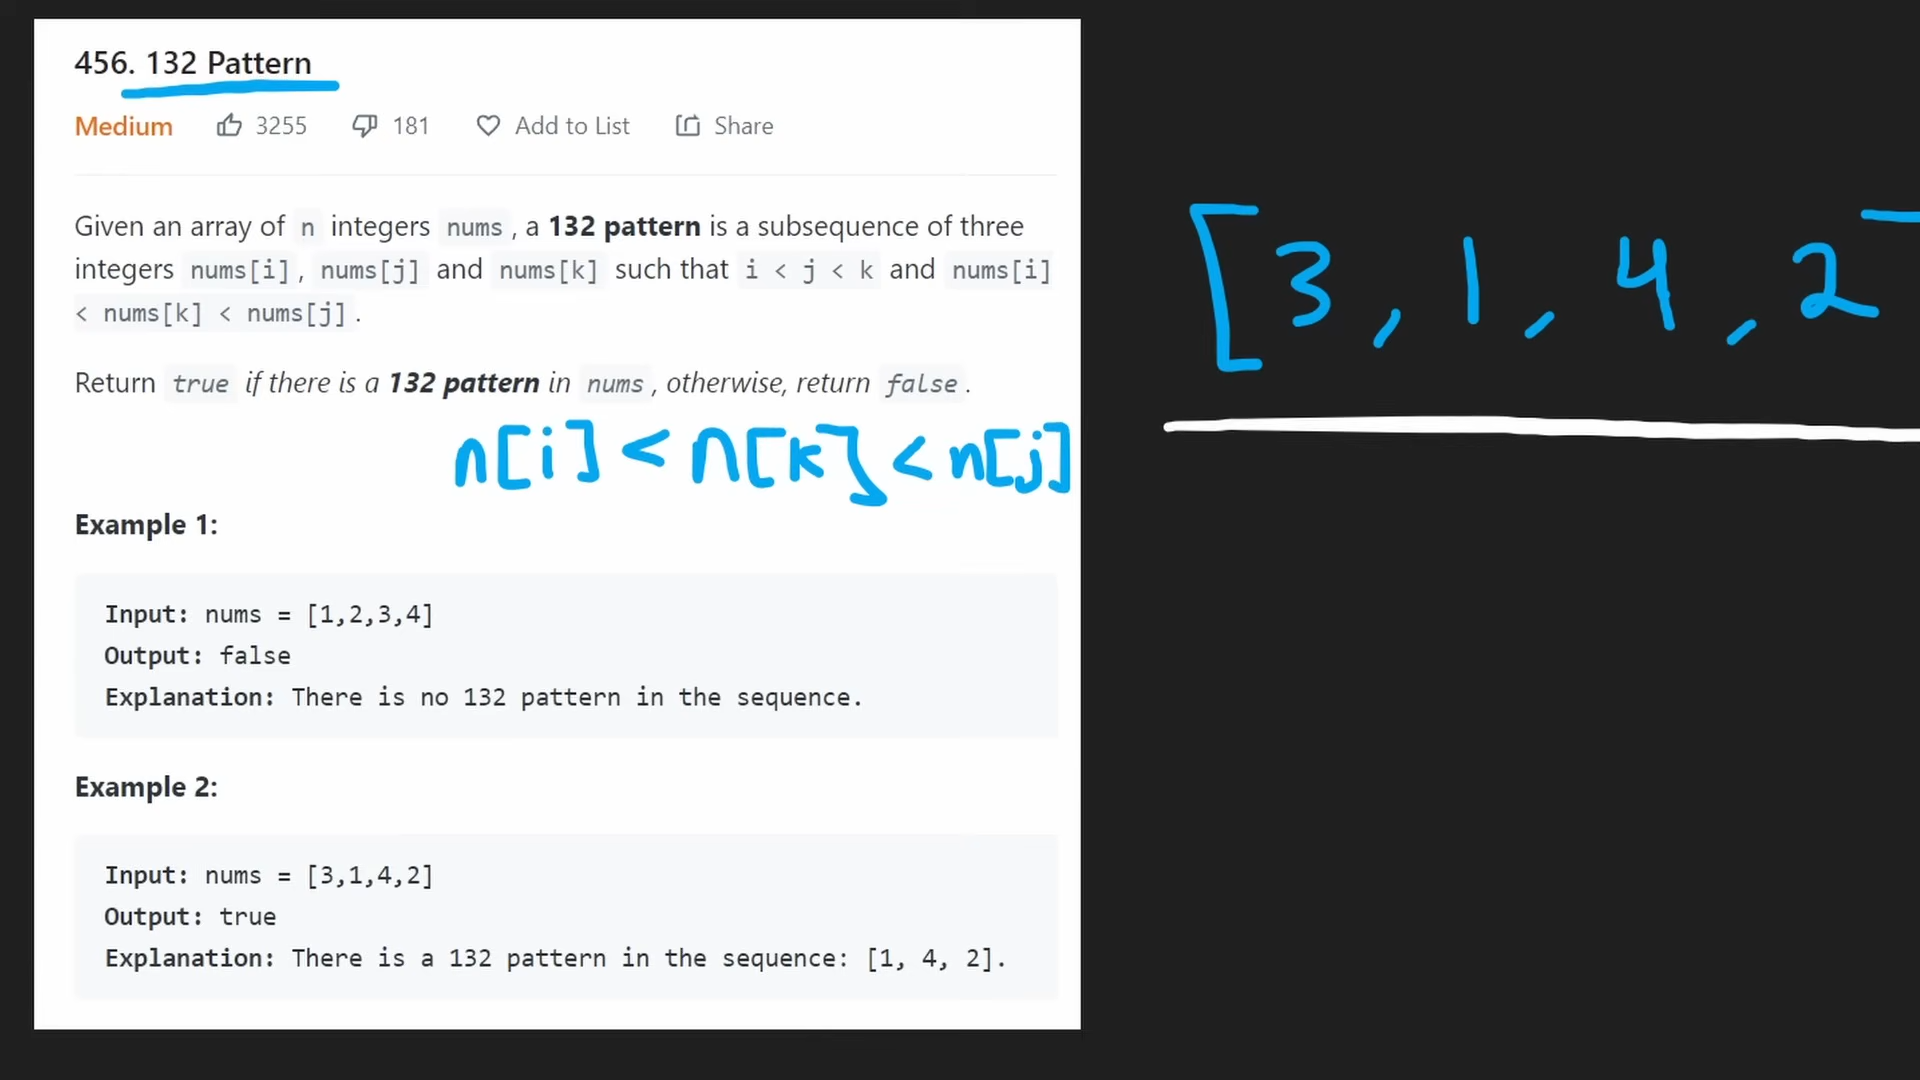 456. 132 Pattern
Medium 3255 181 Add to List Share
Given an array of n integers nums, a 132 pattern is a subsequence of three
integers nums[i], nums[j] and nums[k] such that i < j < k and nums[i]
< nums[k] < nums[j].
Return true if there is a 132 pattern in nums, otherwise, return false.
n[i] < n[k] < n[j]
Example 1:
Input: nums = [1,2,3,4]
Output: false
Explanation: There is no 132 pattern in the sequence.
Example 2:
Input: nums = [3,1,4,2]
Output: true
Explanation: There is a 132 pattern in the sequence: [1, 4, 2].
[3, 1, 4, 2